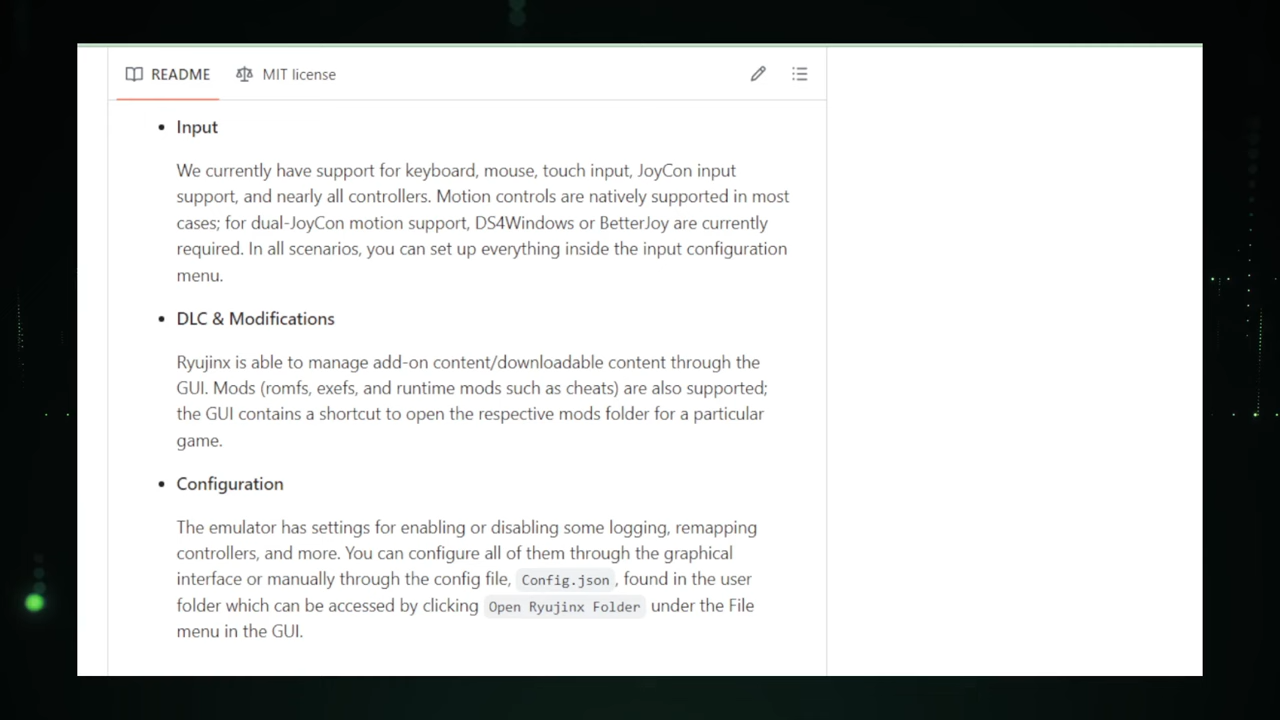 README MIT license
Input
We currently have support for keyboard, mouse, touch input, JoyCon input
support, and nearly all controllers. Motion controls are natively supported in most
cases; for dual-JoyCon motion support, DS4Windows or BetterJoy are currently
required. In all scenarios, you can set up everything inside the input configuration
menu.
DLC & Modifications
Ryujinx is able to manage add-on content/downloadable content through the
GUI. Mods (romfs, exefs, and runtime mods such as cheats) are also supported;
the GUI contains a shortcut to open the respective mods folder for a particular
game.
Configuration
The emulator has settings for enabling or disabling some logging, remapping
controllers, and more. You can configure all of them through the graphical
interface or manually through the config file, Config.json, found in the user
folder which can be accessed by clicking Open Ryujinx Folder under the File
menu in the GUI.